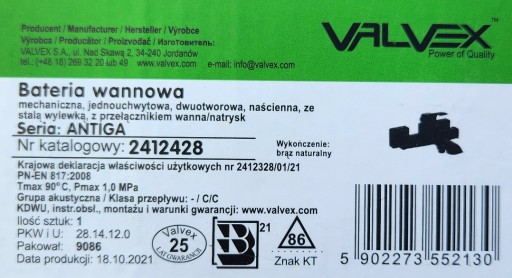 Producent / Manufacturer / Hersteller / Výrobce
Výrobca / Producător / Proizvođač / Изготовитель:
VALVEX S.A., ul. Nad Skawą 2, 34-240 Jordanów
tel.: (+48 18) 269 32 20 lub 49 www.valvex.com e-mail: info@valvex.com
VALVEX™
Power of Quality
Bateria wannowa
mechaniczna, jednouchwytowa, dwuotworowa, naścienna, ze
stałą wylewką, z przełącznikiem wanna/natrysk
Seria: ANTIGA
Nr katalogowy: 2412428
Wykończenie:
brąz naturalny
Krajowa deklaracja właściwości użytkowych nr 2412328/01/21
PN-EN 817:2008
Tmax 90°C, Pmax 1,0 MPa
Grupa akustyczna / Klasa przepływu: - / C/C
KDWU, instr.obsł., montażu i warunki gwarancji: www.valvex.com
Ilość sztuk: 1
PKW i U: 28.14.12.0
Pakował: 9086
Data produkcji: 18.10.2021
Valvex
25
LAT GWARANCJI
B
21
86
Znak KT
5 902273 552130